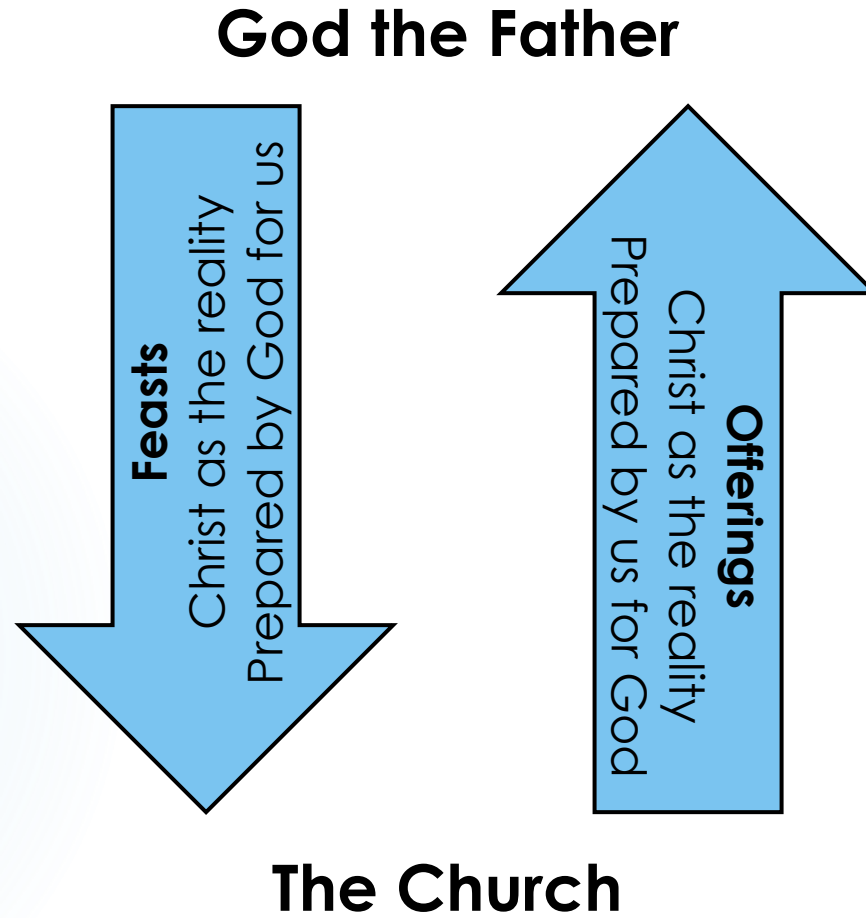 God the Father
Feasts
Christ as the reality
Prepared by God for us
Offerings
Christ as the reality
Prepared by us for God
The Church